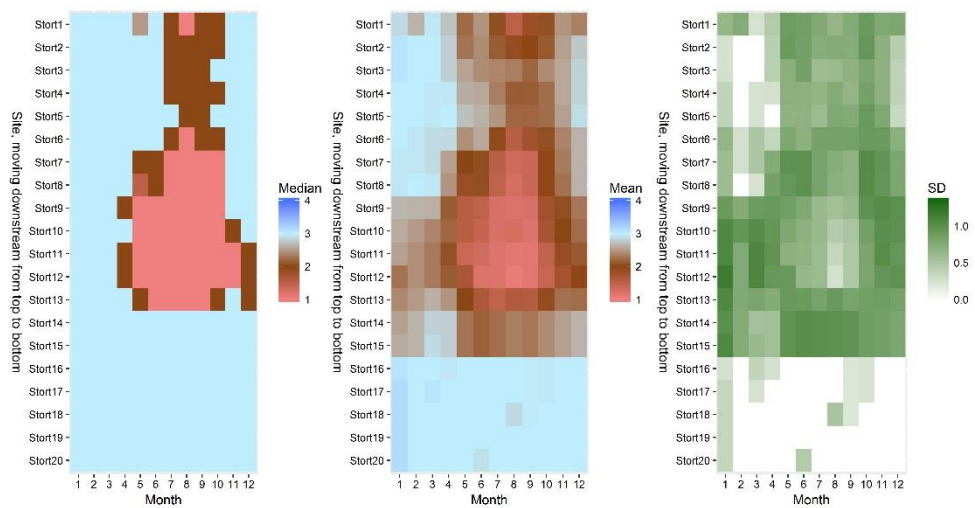 Site, moving downstream from top to bottom
Stort1
Stort2
Stort3
Stort4
Stort5
Stort6
Stort7
Stort8
Stort9
Stort10
Stort11
Stort12
Stort13
Stort14
Stort15
Stort16
Stort17
Stort18
Stort19
Stort20
1 2 3 4 5 6 7 8 9 10 11 12
Month
Median
4
3
2
1
Site, moving downstream from top to bottom
Stort1
Stort2
Stort3
Stort4
Stort5
Stort6
Stort7
Stort8
Stort9
Stort10
Stort11
Stort12
Stort13
Stort14
Stort15
Stort16
Stort17
Stort18
Stort19
Stort20
1 2 3 4 5 6 7 8 9 10 11 12
Month
Mean
4
3
2
1
Site, moving downstream from top to bottom
Stort1
Stort2
Stort3
Stort4
Stort5
Stort6
Stort7
Stort8
Stort9
Stort10
Stort11
Stort12
Stort13
Stort14
Stort15
Stort16
Stort17
Stort18
Stort19
Stort20
1 2 3 4 5 6 7 8 9 10 11 12
Month
SD
1.0
0.5
0.0